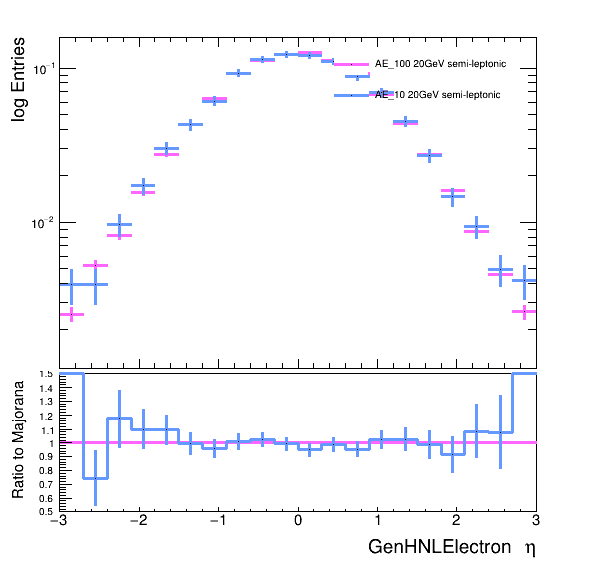 log Entries
10⁻¹
10⁻²
AE_100 20GeV semi-leptonic
AE_10 20GeV semi-leptonic
Ratio to Majorana
1.5
1.4
1.3
1.2
1.1
1
0.9
0.8
0.7
0.6
0.5
−3 −2 −1 0 1 2 3
GenHNLElectron η